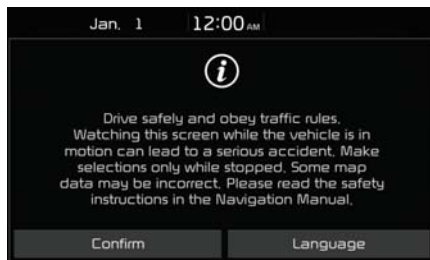 Jan. 1 12:00 AM
i
Drive safely and obey traffic rules.
Watching this screen while the vehicle is in
motion can lead to a serious accident. Make
selections only while stopped. Some map
data may be incorrect. Please read the safety
instructions in the Navigation Manual.
Confirm Language